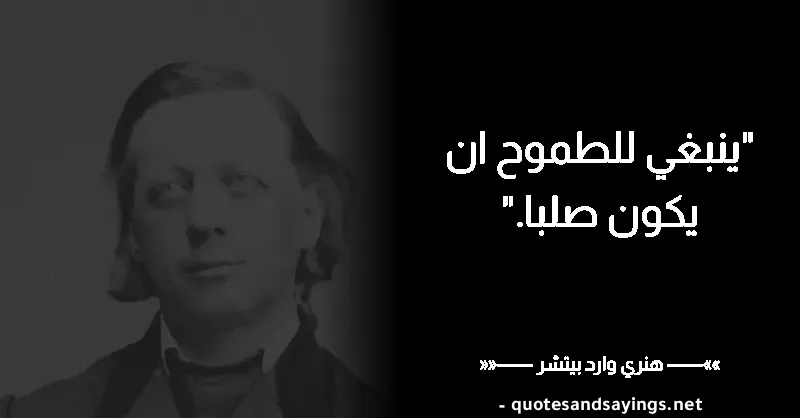 "ينبغي للطموح ان
يكون صلبا."
»»—— هنري وارد بيتشر ——««
- quotesandsayings.net